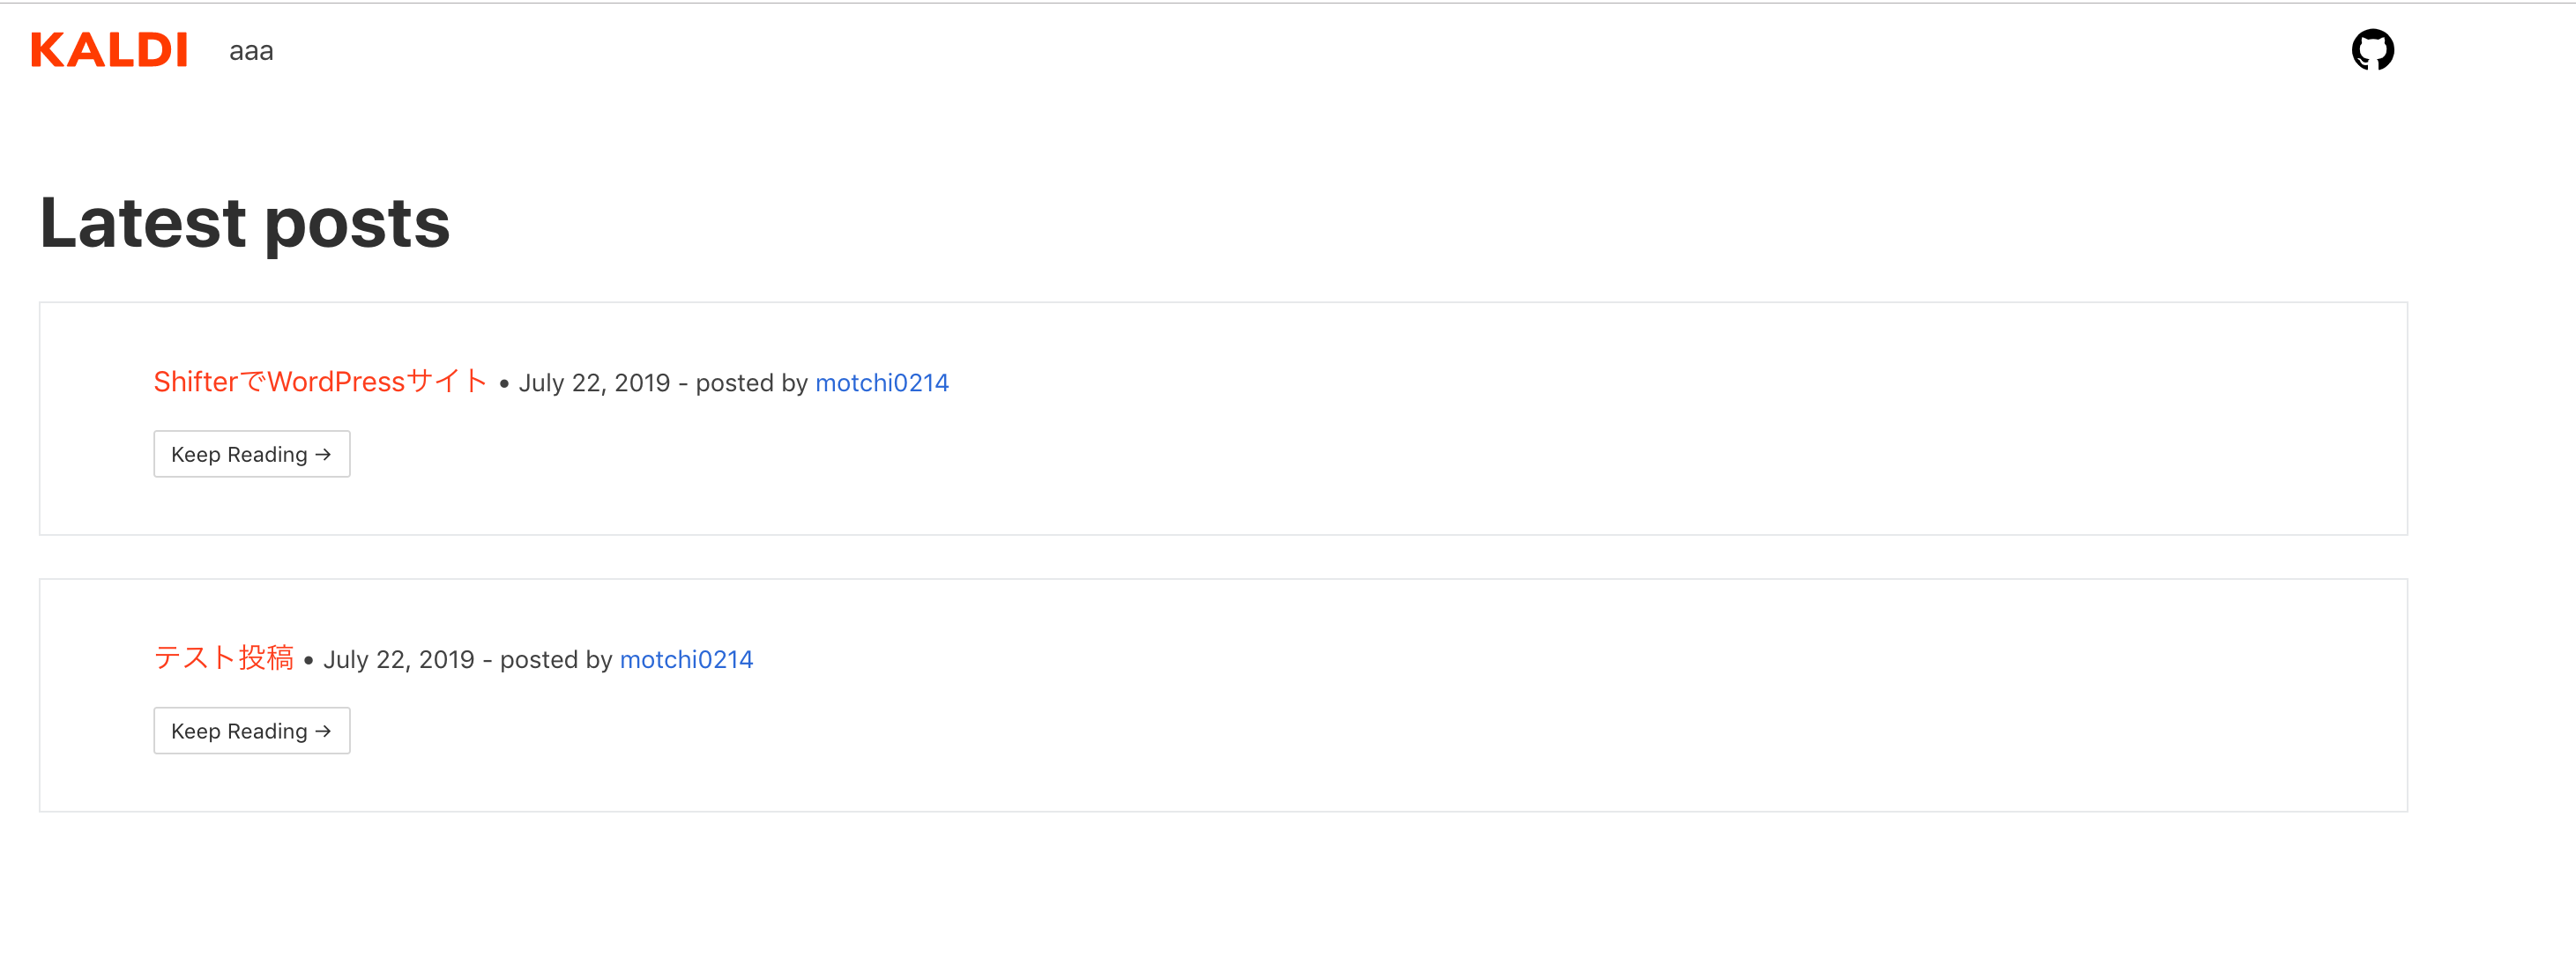 KALDI aaa
Latest posts
ShifterでWordPressサイト • July 22, 2019 - posted by motchi0214
Keep Reading →
テスト投稿 • July 22, 2019 - posted by motchi0214
Keep Reading →